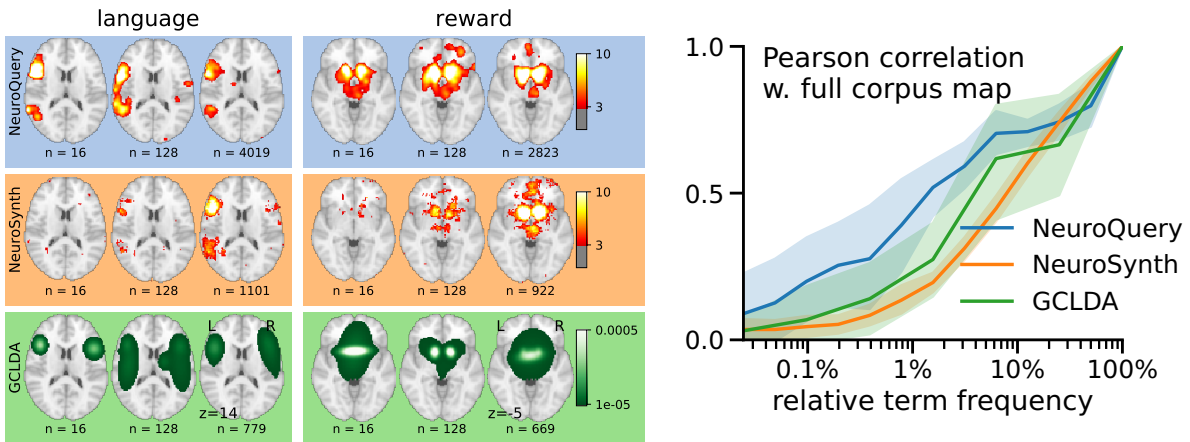 language
reward
NeuroQuery
n = 16
n = 128
n = 4019
n = 16
n = 128
n = 2823
10
3
NeuroSynth
n = 16
n = 128
n = 1101
n = 16
n = 128
n = 922
10
3
GCLDA
L
R
z=14
n = 16
n = 128
n = 779
L
R
z=-5
n = 16
n = 128
n = 669
0.0005
1e-05
Pearson correlation
w. full corpus map
1.0
0.5
0.0
NeuroQuery
NeuroSynth
GCLDA
0.1%
1%
10%
100%
relative term frequency